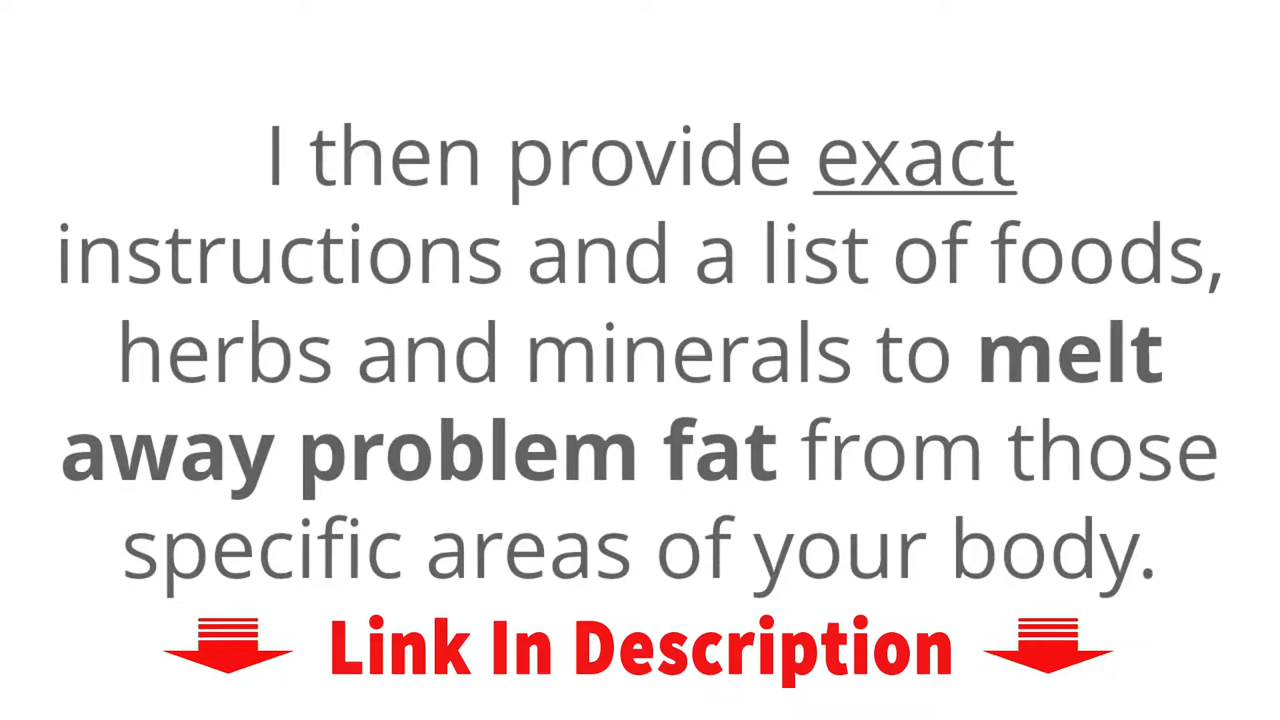 I then provide exact
instructions and a list of foods,
herbs and minerals to melt
away problem fat from those
specific areas of your body.
Link In Description